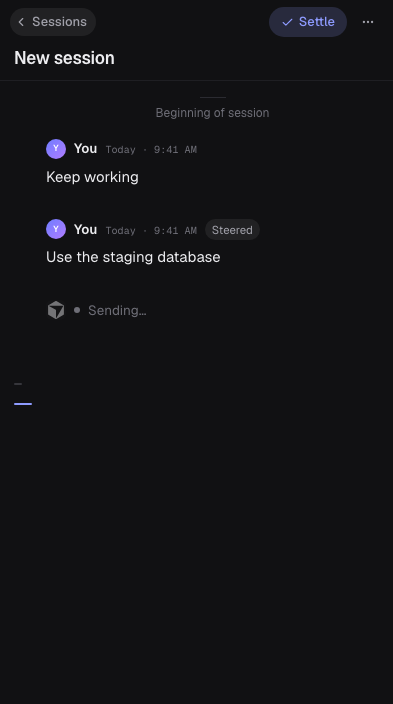 Sessions
Settle
New session
Beginning of session
Y You Today · 9:41 AM
Keep working
Y You Today · 9:41 AM Steered
Use the staging database
Sending…